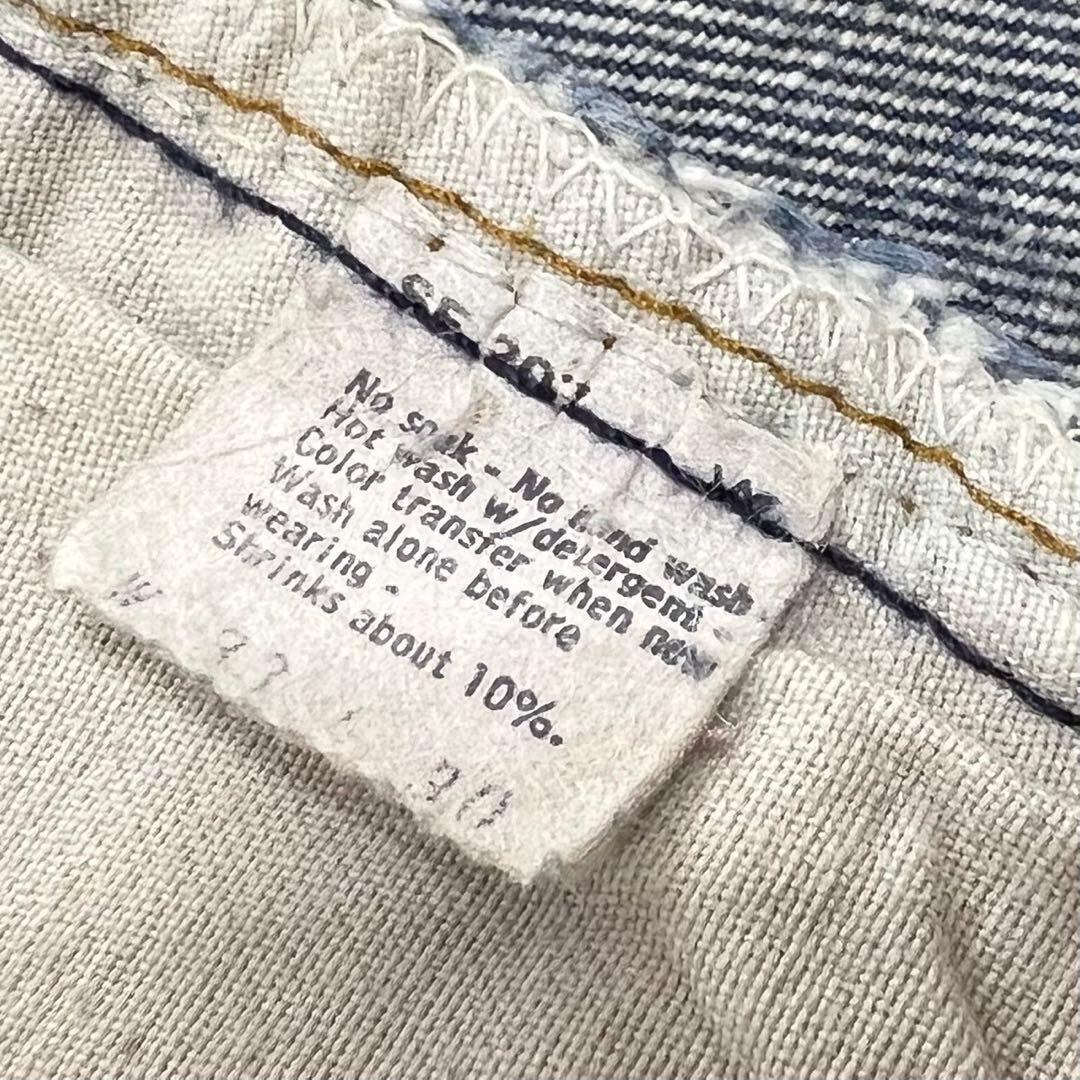 No soak - No hand wash
Hot wash w/detergent -
Color transfer when new
Wash alone before
wearing -
Shrinks about 10%.